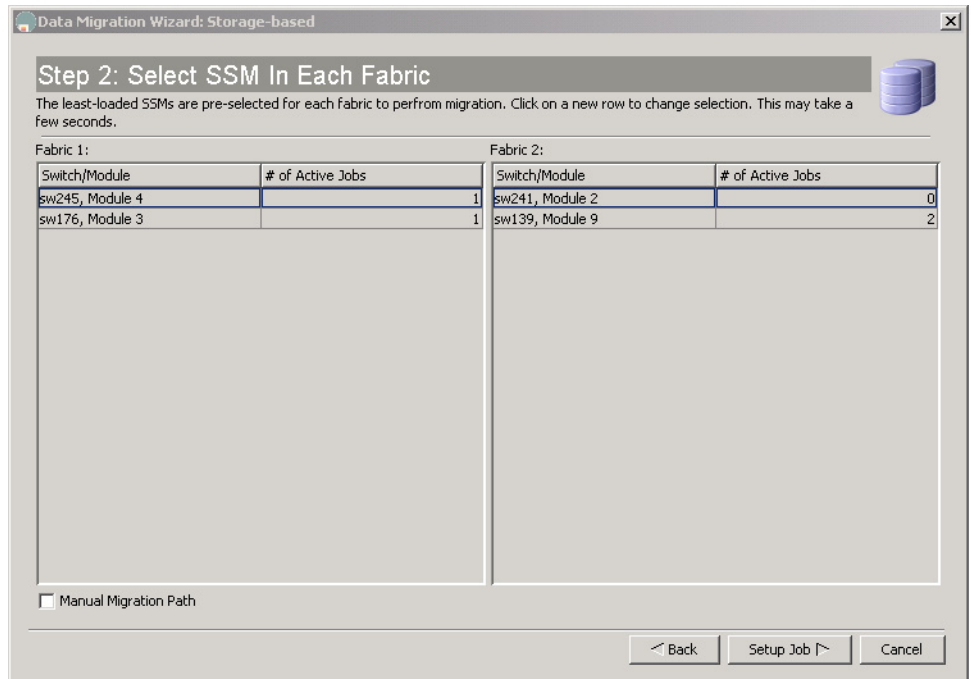 Data Migration Wizard: Storage-based
Step 2: Select SSM In Each Fabric
The least-loaded SSMs are pre-selected for each fabric to perfrom migration. Click on a new row to change selection. This may take a
few seconds.
Fabric 1:
Switch/Module # of Active Jobs
sw245, Module 4 1
sw176, Module 3 1
Fabric 2:
Switch/Module # of Active Jobs
sw241, Module 2 0
sw139, Module 9 2
Manual Migration Path
Back Setup Job Cancel